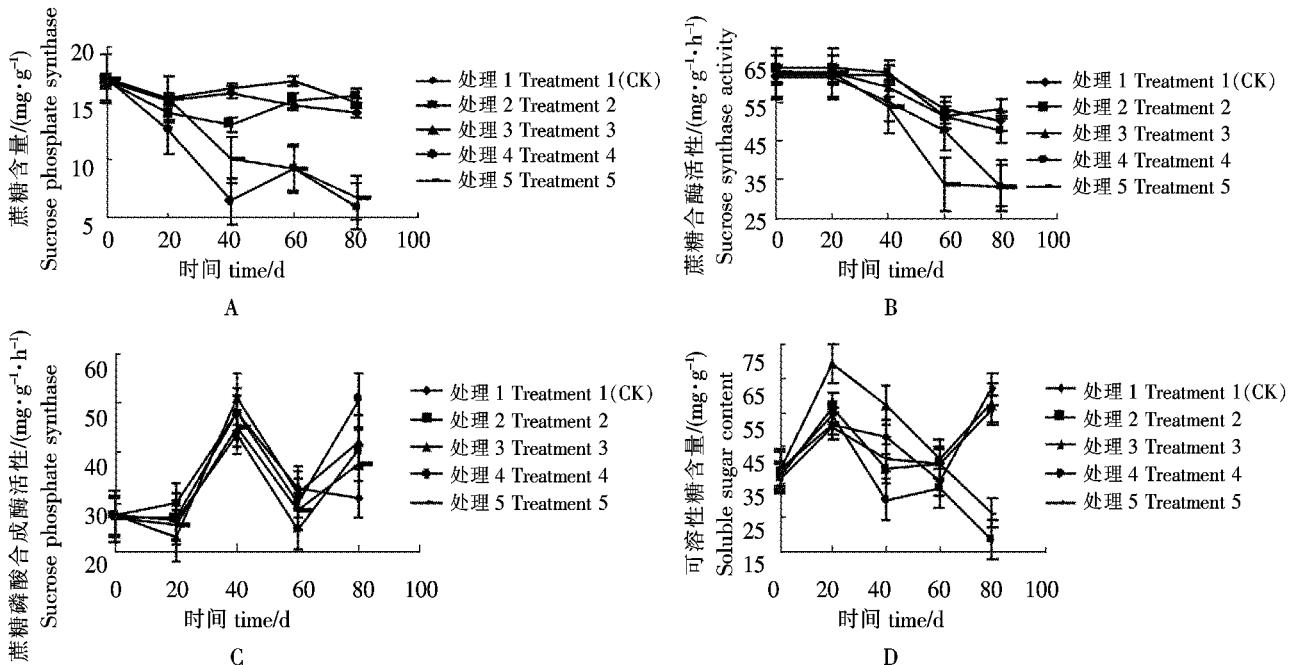 蔗糖含量/(mg·g⁻¹)
Sucrose phosphate synthase
20
15
10
5
0 20 40 60 80 100
时间 time/d
处理 1 Treatment 1(CK)
处理 2 Treatment 2
处理 3 Treatment 3
处理 4 Treatment 4
处理 5 Treatment 5
A
蔗糖合酶活性/(mg·g⁻¹·h⁻¹)
Sucrose synthase activity
65
55
45
35
25
0 20 40 60 80 100
时间 time/d
处理 1 Treatment 1(CK)
处理 2 Treatment 2
处理 3 Treatment 3
处理 4 Treatment 4
处理 5 Treatment 5
B
蔗糖磷酸合成酶活性/(mg·g⁻¹·h⁻¹)
Sucrose phosphate synthase
60
50
40
30
20
0 20 40 60 80 100
时间 time/d
处理 1 Treatment 1(CK)
处理 2 Treatment 2
处理 3 Treatment 3
处理 4 Treatment 4
处理 5 Treatment 5
C
可溶性糖含量/(mg·g⁻¹)
Soluble sugar content
75
65
55
45
35
25
15
0 20 40 60 80 100
时间 time/d
处理 1 Treatment 1(CK)
处理 2 Treatment 2
处理 3 Treatment 3
处理 4 Treatment 4
处理 5 Treatment 5
D